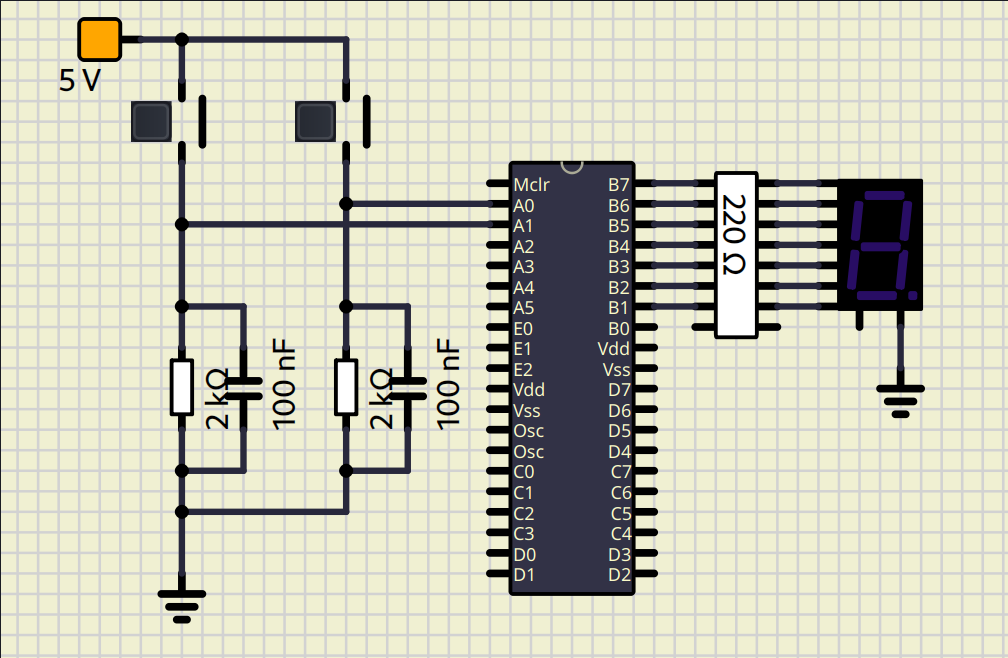 5 V
2 kΩ
100 nF
2 kΩ
100 nF
Mclr B7
A0 B6
A1 B5
A2 B4
A3 B3
A4 B2
A5 B1
E0 B0
E1 Vdd
E2 Vss
Vdd D7
Vss D6
Osc D5
Osc D4
C0 C7
C1 C6
C2 C5
C3 C4
D0 D3
D1 D2
220 Ω